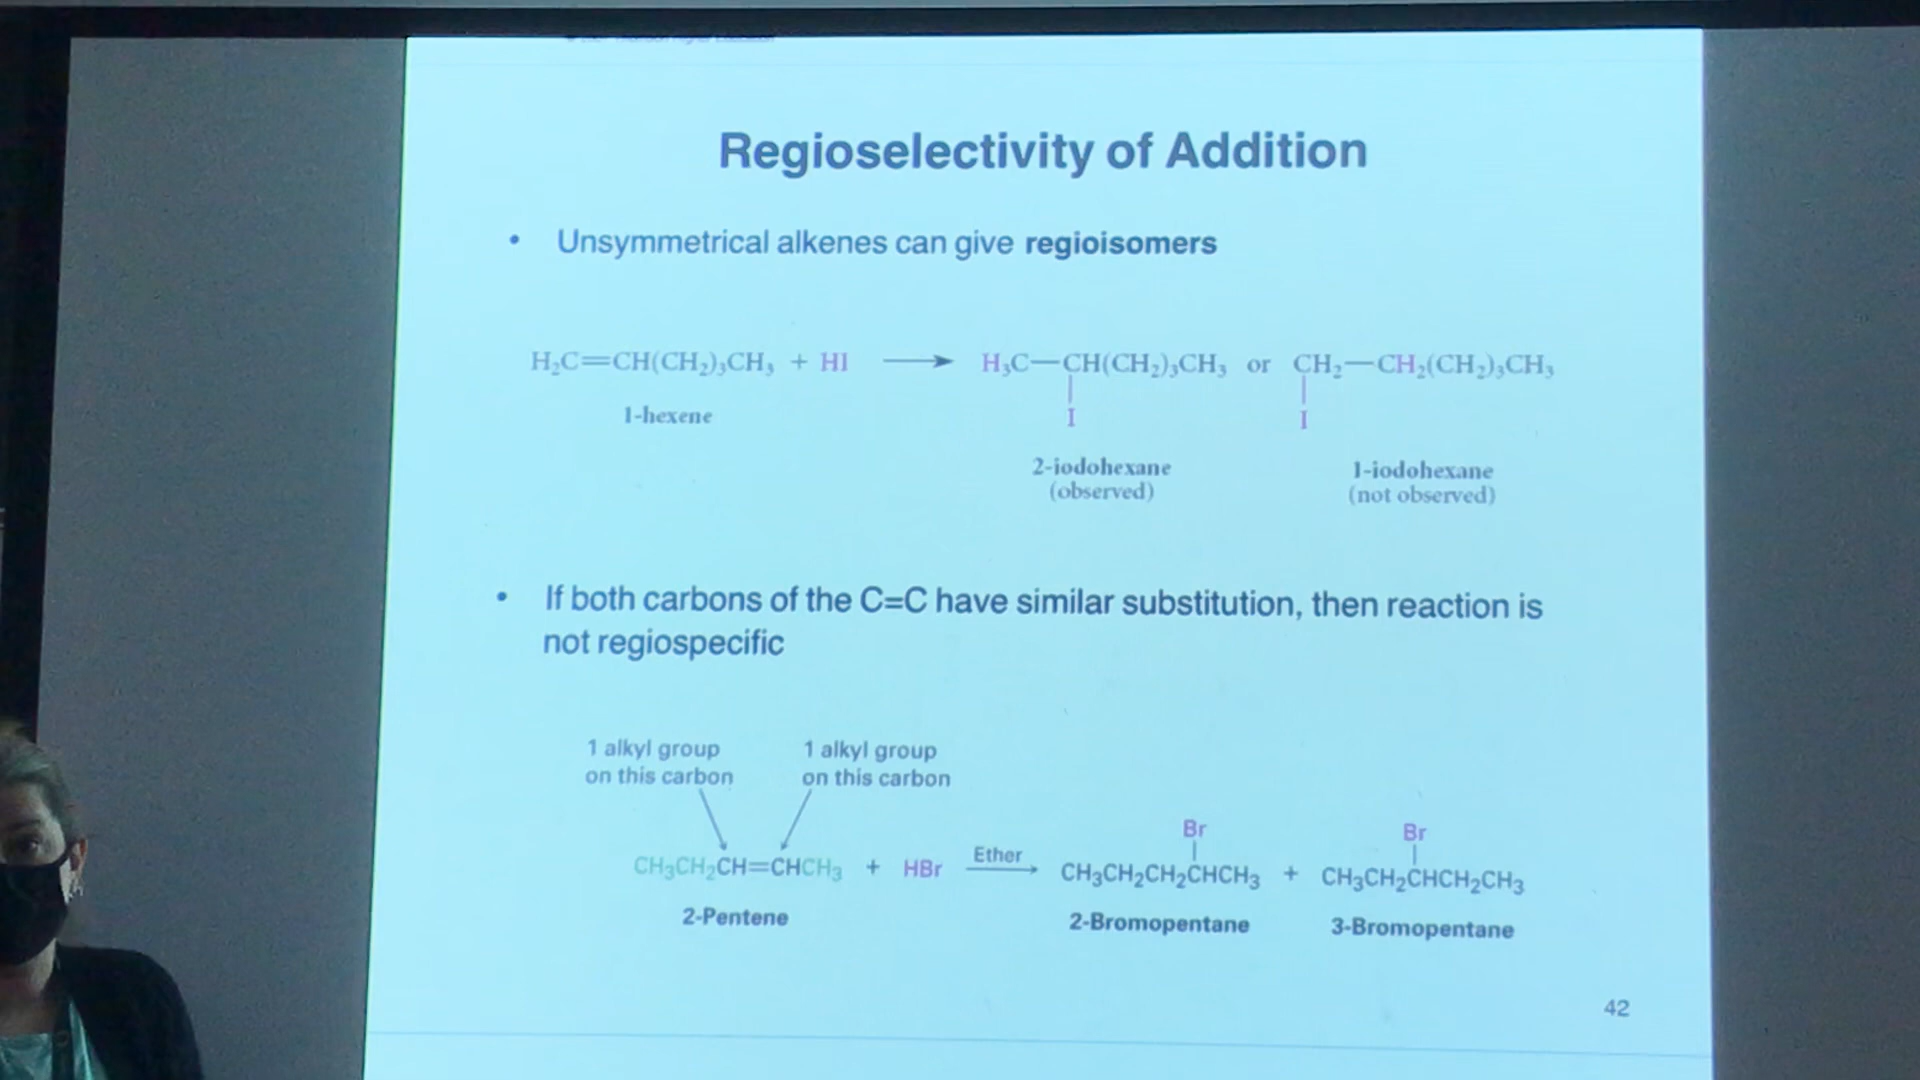 Regioselectivity of Addition
• Unsymmetrical alkenes can give regioisomers
H₂C=CH(CH₂)₃CH₃ + HI ⟶ H₃C—CH(CH₂)₃CH₃ or CH₂—CH₂(CH₂)₃CH₃
I I
1-hexene
2-iodohexane 1-iodohexane
(observed) (not observed)
• If both carbons of the C=C have similar substitution, then reaction is
not regiospecific
1 alkyl group 1 alkyl group
on this carbon on this carbon
Br Br
CH₃CH₂CH=CHCH₃ + HBr Ether CH₃CH₂CH₂CHCH₃ + CH₃CH₂CHCH₂CH₃
2-Pentene 2-Bromopentane 3-Bromopentane
42